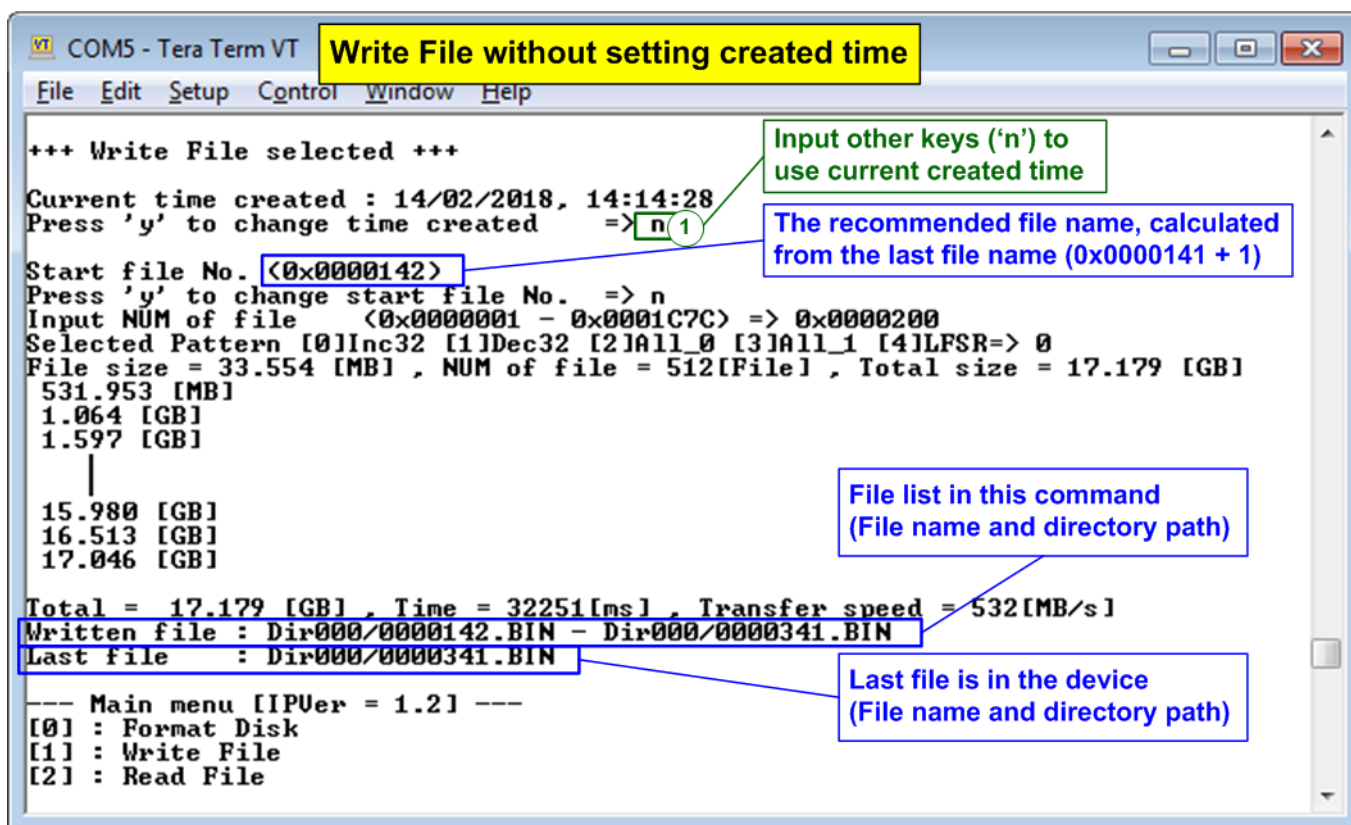 COM5 - Tera Term VT
Write File without setting created time
File Edit Setup Control Window Help
+++ Write File selected +++
Input other keys (‘n’) to
use current created time
Current time created : 14/02/2018, 14:14:28
Press 'y' to change time created => n
1
The recommended file name, calculated
from the last file name (0x0000141 + 1)
Start file No. (0x0000142)
Press 'y' to change start file No. => n
Input NUM of file (0x0000001 - 0x0001C7C) => 0x0000200
Selected Pattern [0]Inc32 [1]Dec32 [2]All_0 [3]All_1 [4]LFSR=> 0
File size = 33.554 [MB] , NUM of file = 512[File] , Total size = 17.179 [GB]
531.953 [MB]
1.064 [GB]
1.597 [GB]
15.980 [GB]
16.513 [GB]
17.046 [GB]
File list in this command
(File name and directory path)
Total = 17.179 [GB] , Time = 32251[ms] , Transfer speed = 532[MB/s]
Written file : Dir000/0000142.BIN - Dir000/0000341.BIN
Last file : Dir000/0000341.BIN
Last file is in the device
(File name and directory path)
--- Main menu [IPVer = 1.2] ---
[0] : Format Disk
[1] : Write File
[2] : Read File